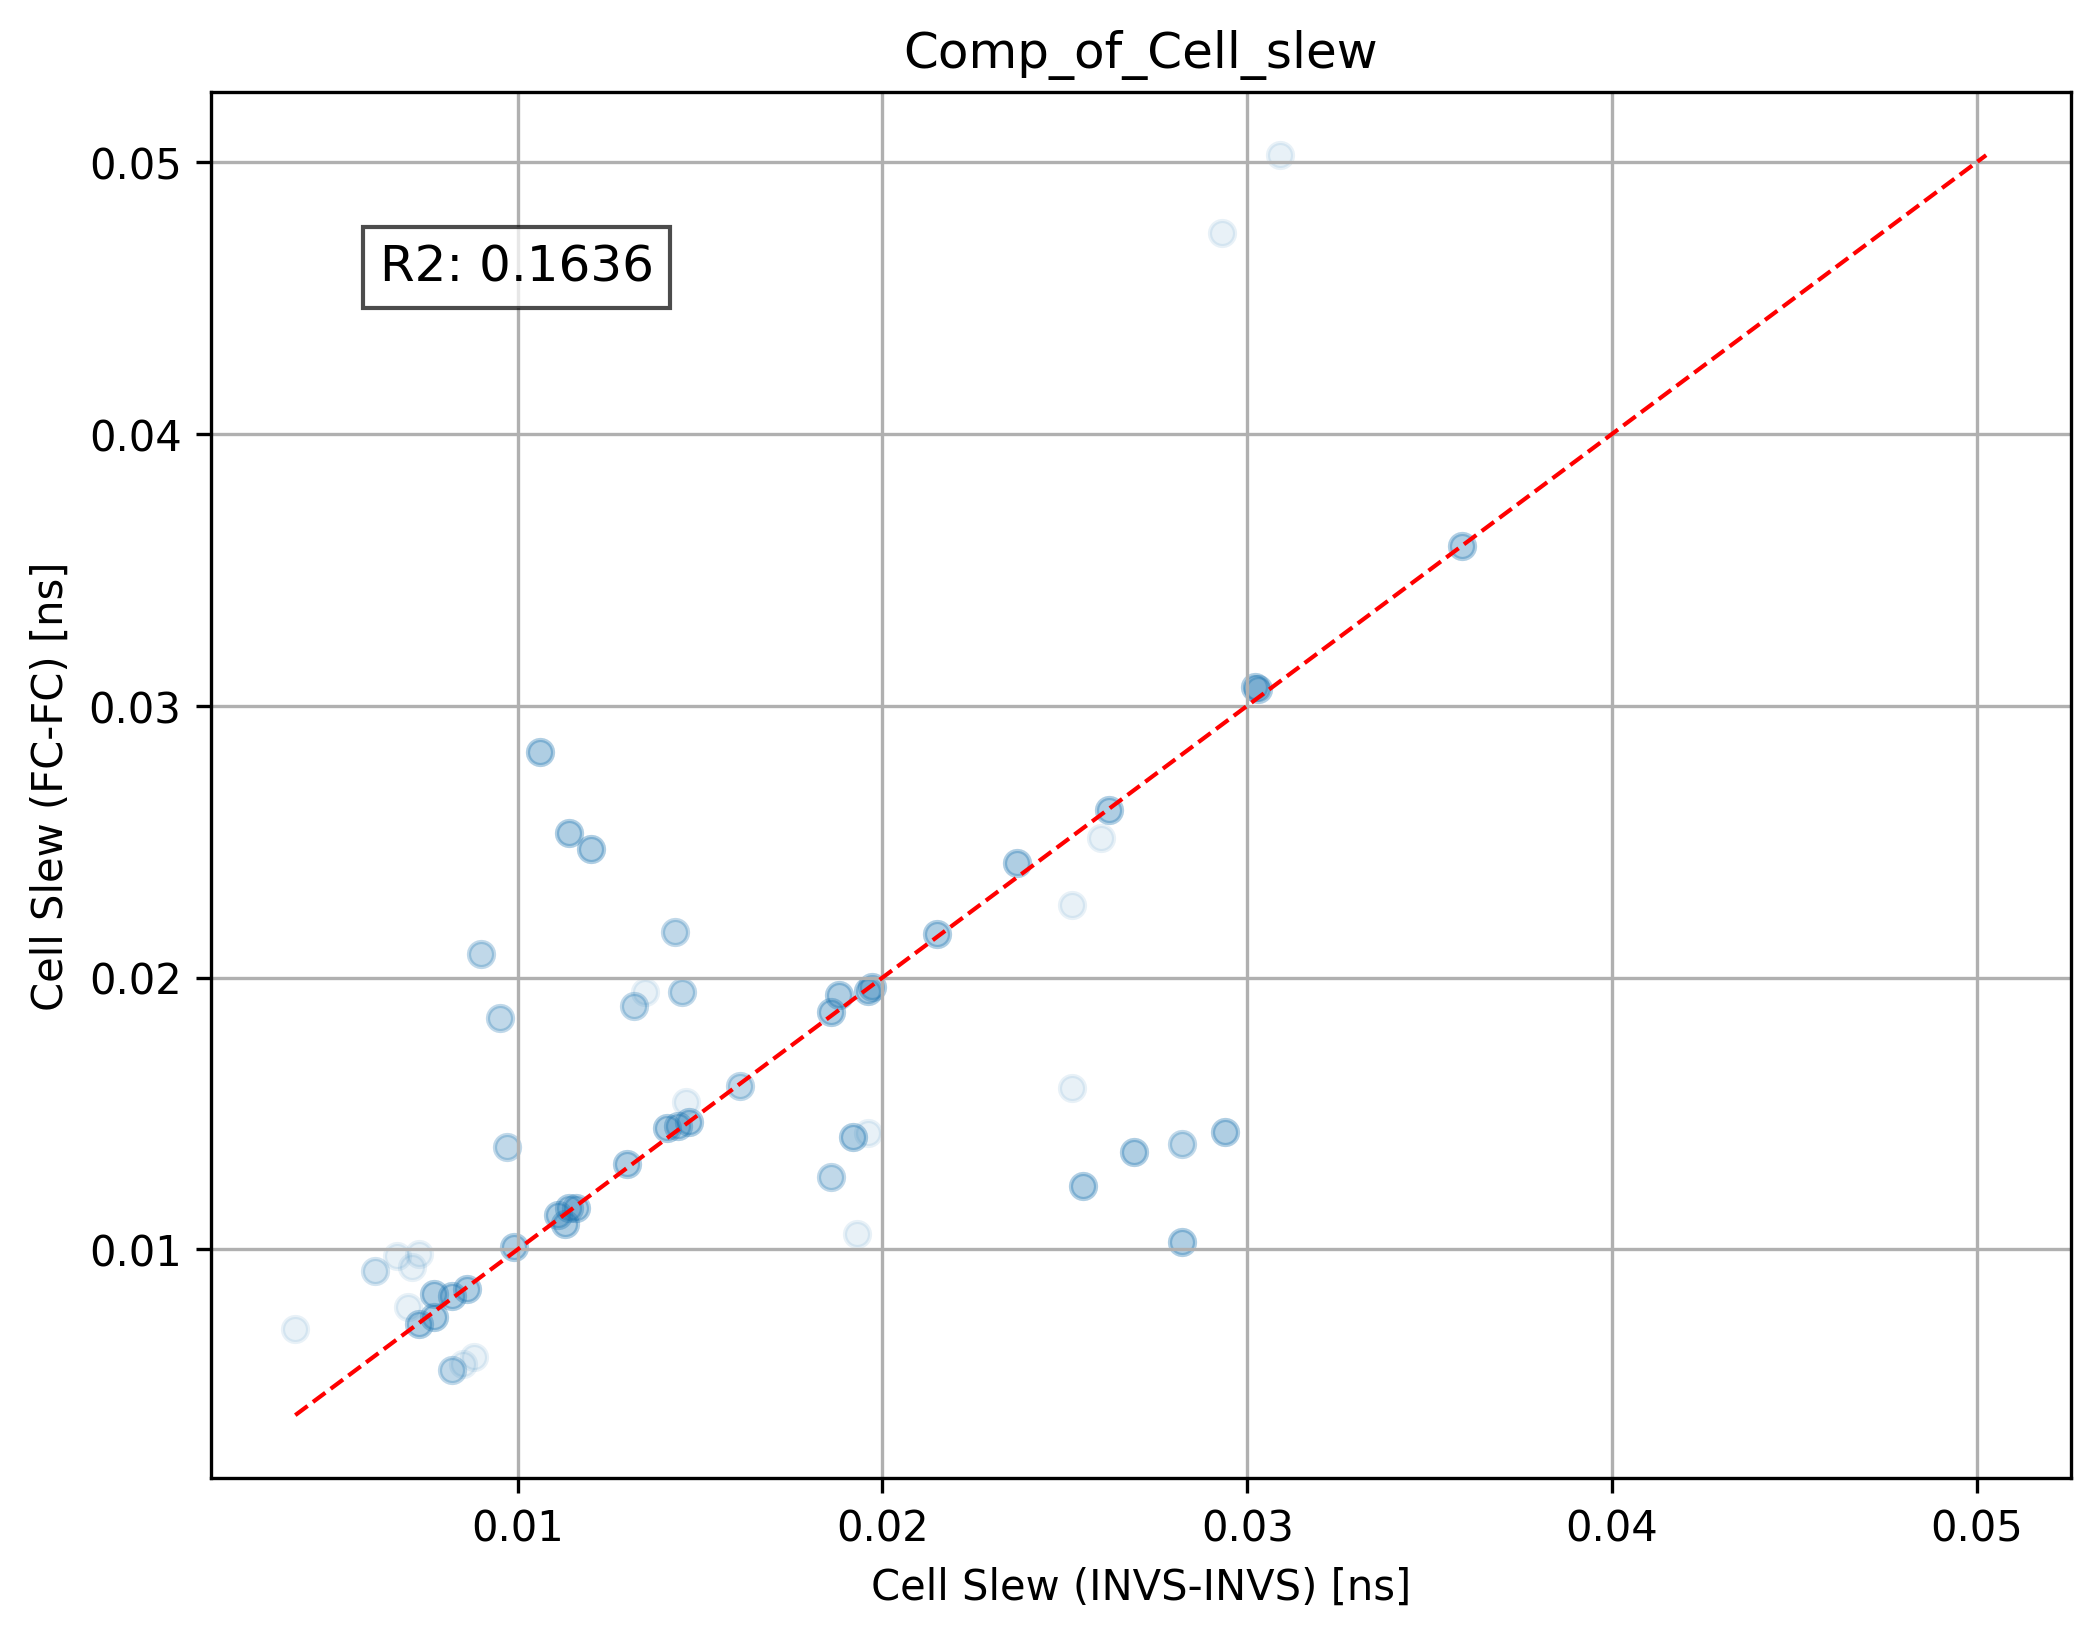 Comp_of_Cell_slew
R2: 0.1636
0.05
0.04
0.03
0.02
0.01
Cell Slew (FC-FC) [ns]
0.01 0.02 0.03 0.04 0.05
Cell Slew (INVS-INVS) [ns]